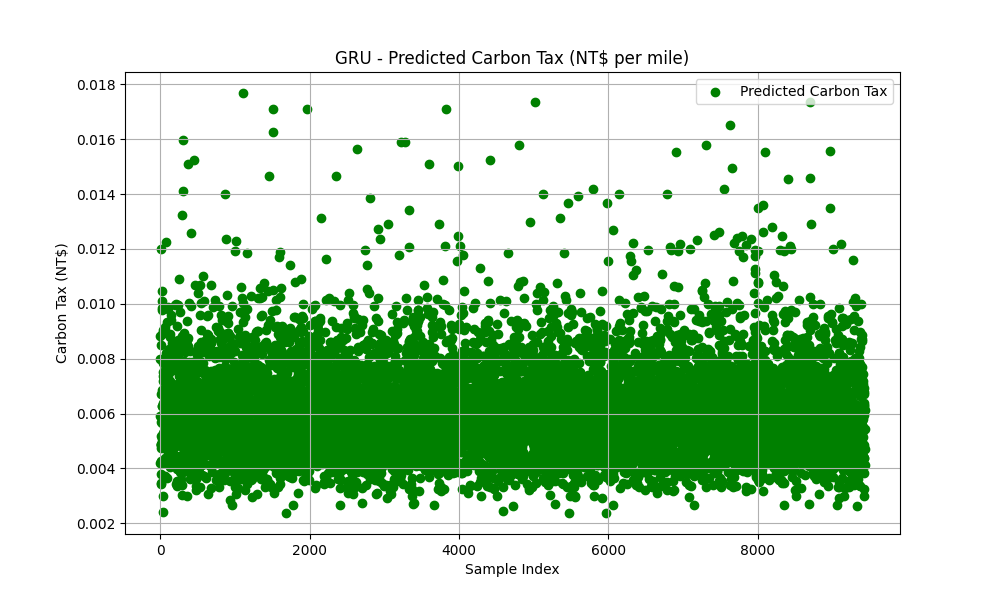 GRU - Predicted Carbon Tax (NT$ per mile)
Predicted Carbon Tax
0.018
0.016
0.014
0.012
0.010
0.008
0.006
0.004
0.002
Carbon Tax (NT$)
0 2000 4000 6000 8000
Sample Index